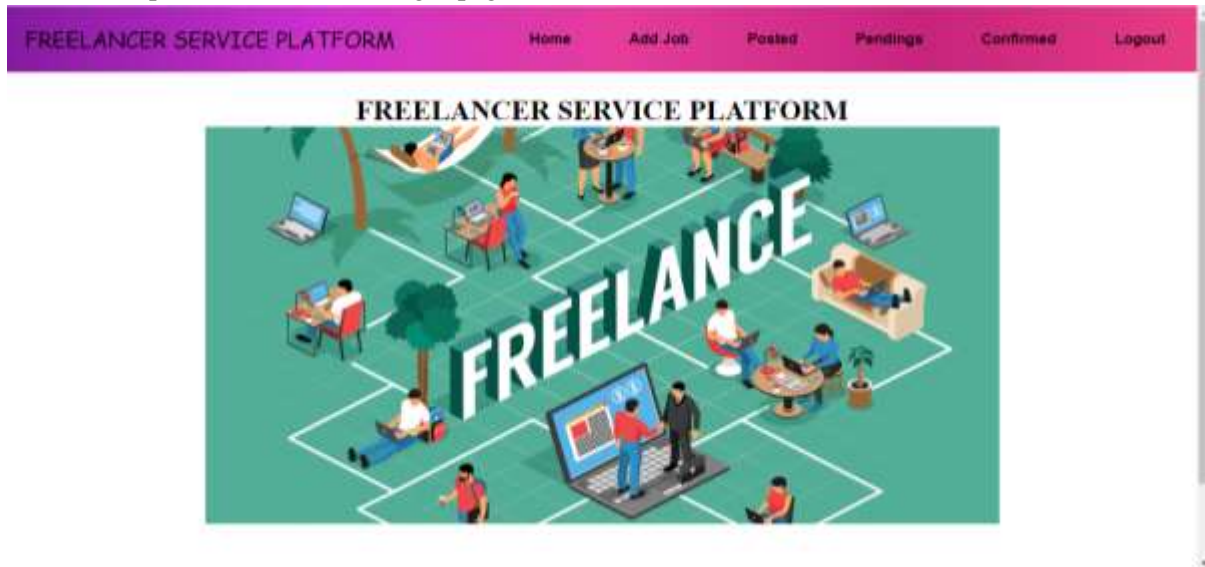 FREELANCER SERVICE PLATFORM Home Add Job Posted Pendings Confirmed Logout
FREELANCER SERVICE PLATFORM
FREELANCE